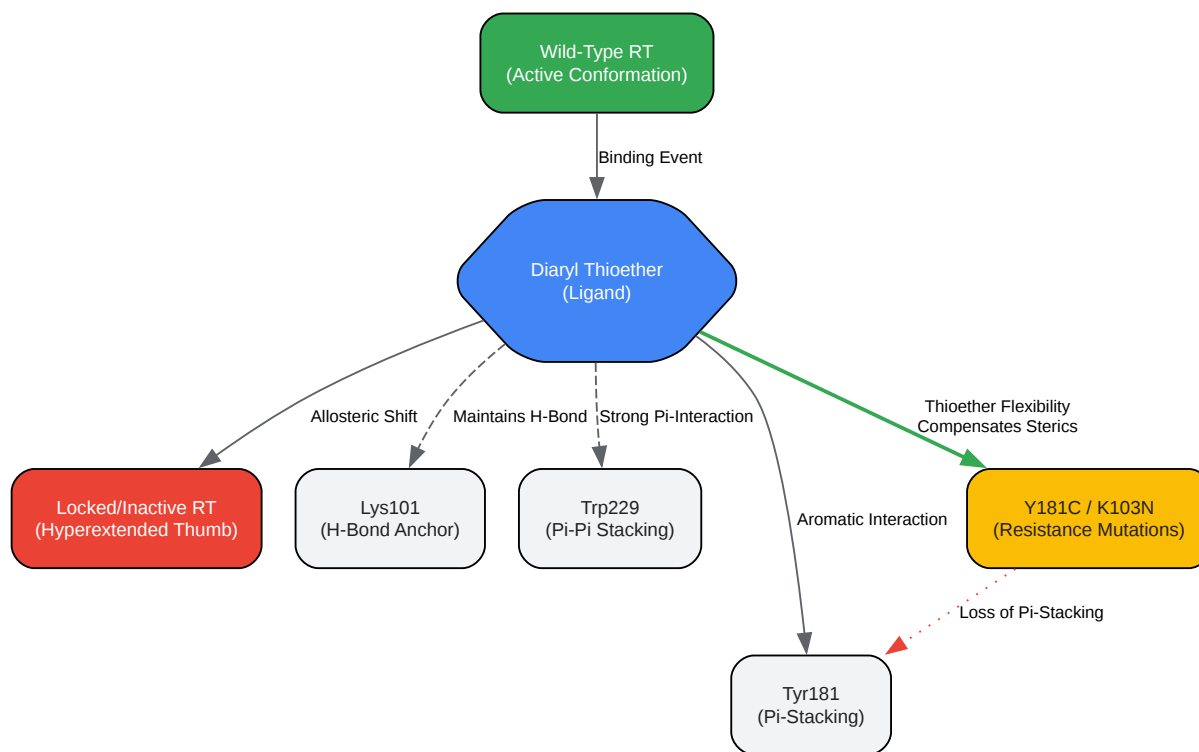 Wild-Type RT
(Active Conformation)
Binding Event
Diaryl Thioether
(Ligand)
Allosteric Shift
Maintains H-Bond
Strong Pi-Interaction
Thioether Flexibility
Compensates Sterics
Locked/Inactive RT
(Hyperextended Thumb)
Lys101
(H-Bond Anchor)
Trp229
(Pi-Pi Stacking)
Aromatic Interaction
Y181C / K103N
(Resistance Mutations)
Loss of Pi-Stacking
Tyr181
(Pi-Stacking)